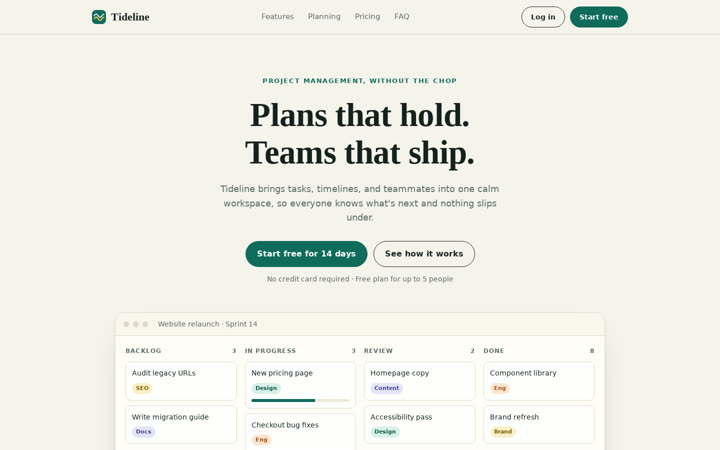 Tideline
Features Planning Pricing FAQ
Log in Start free
PROJECT MANAGEMENT, WITHOUT THE CHOP
Plans that hold.
Teams that ship.
Tideline brings tasks, timelines, and teammates into one calm
workspace, so everyone knows what's next and nothing slips
under.
Start free for 14 days See how it works
No credit card required · Free plan for up to 5 people
Website relaunch · Sprint 14
BACKLOG 3
Audit legacy URLs
SEO
Write migration guide
Docs
IN PROGRESS 3
New pricing page
Design
Checkout bug fixes
Eng
REVIEW 2
Homepage copy
Content
Accessibility pass
Design
DONE 8
Component library
Eng
Brand refresh
Brand